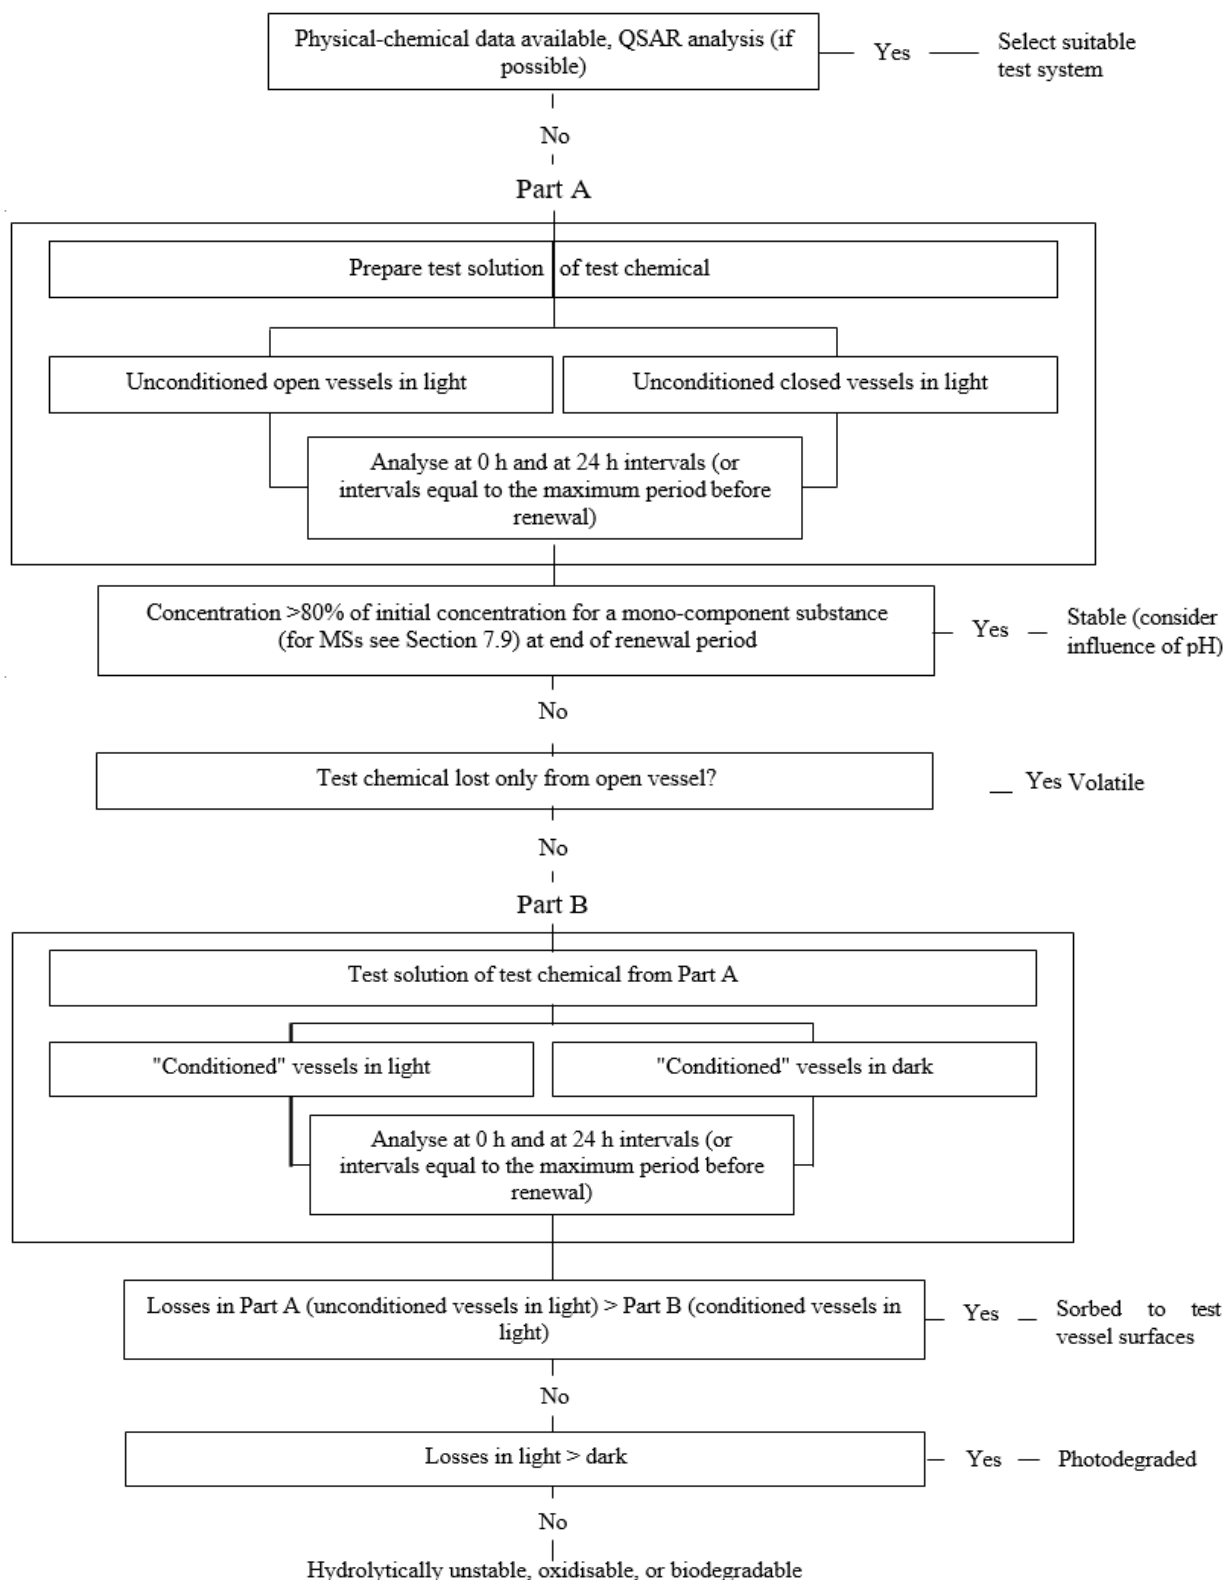 Physical-chemical data available, QSAR analysis (if
possible)
Yes
Select suitable
test system
No
Part A
Prepare test solution of test chemical
Unconditioned open vessels in light
Unconditioned closed vessels in light
Analyse at 0 h and at 24 h intervals (or
intervals equal to the maximum period before
renewal)
Concentration >80% of initial concentration for a mono-component substance
(for MSs see Section 7.9) at end of renewal period
Yes
Stable (consider
influence of pH)
No
Test chemical lost only from open vessel?
Yes Volatile
No
Part B
Test solution of test chemical from Part A
"Conditioned" vessels in light
"Conditioned" vessels in dark
Analyse at 0 h and at 24 h intervals (or
intervals equal to the maximum period before
renewal)
Losses in Part A (unconditioned vessels in light) > Part B (conditioned vessels in
light)
Yes
Sorbed to test
vessel surfaces
No
Losses in light > dark
Yes
Photodegraded
No
Hydrolytically unstable, oxidisable, or biodegradable